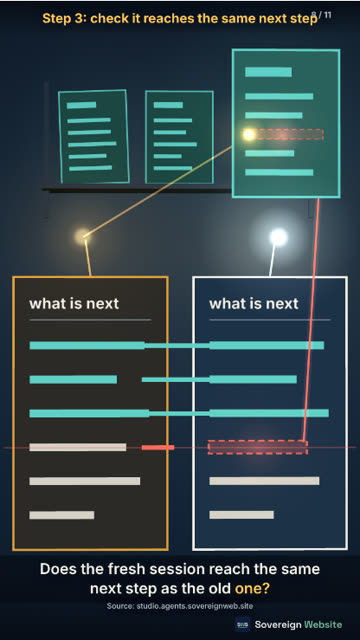 Step 3: check it reaches the same next step
/ 11
what is next
what is next
Does the fresh session reach the same
next step as the old one?
Source: studio.agents.sovereignweb.site
Sovereign Website